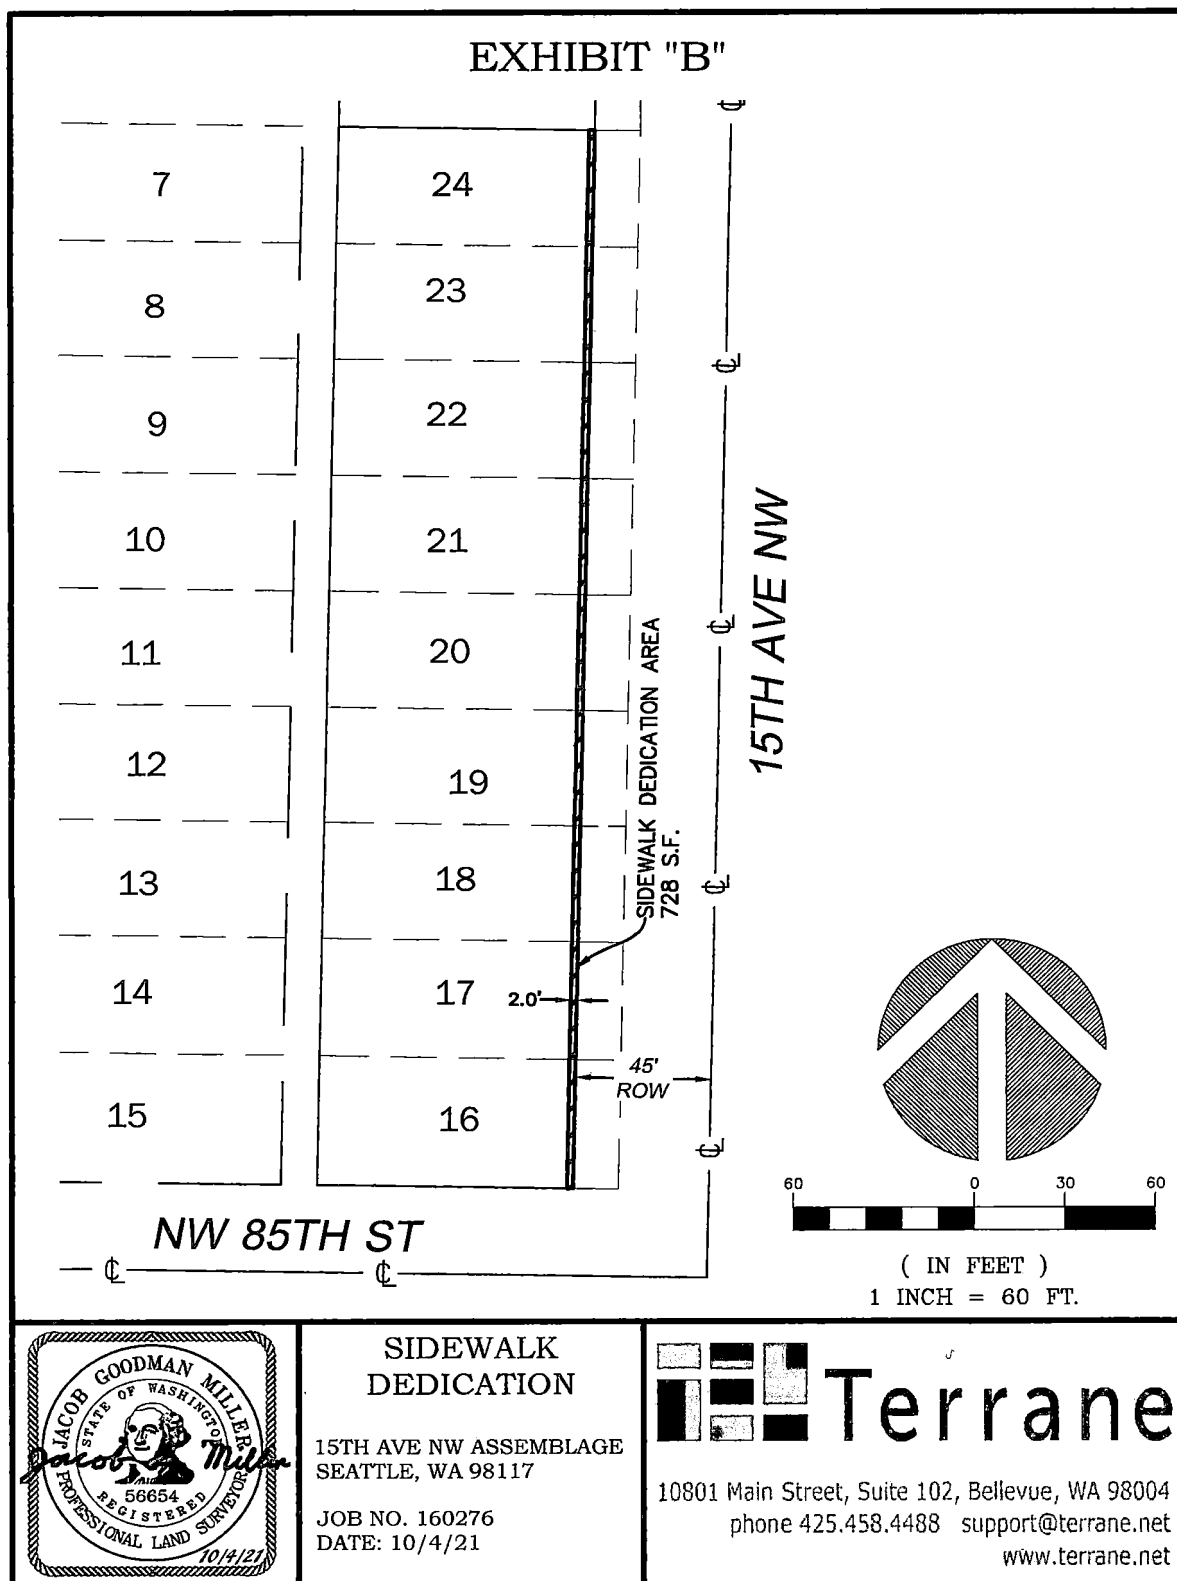 EXHIBIT "B"
7
24
8
23
9
22
10
21
11
20
12
19
13
18
14
17
15
16
2.0'
45'
ROW
SIDEWALK DEDICATION AREA
728 S.F.
15TH AVE NW
NW 85TH ST
℄
℄
℄
℄
℄
℄
℄
60 0 30 60
( IN FEET )
1 INCH = 60 FT.
JACOB GOODMAN MILLER
STATE OF WASHINGTON
56654
REGISTERED
PROFESSIONAL LAND SURVEYOR
Jacob G Miller
10/4/21
SIDEWALK
DEDICATION
15TH AVE NW ASSEMBLAGE
SEATTLE, WA 98117
JOB NO. 160276
DATE: 10/4/21
Terrane
10801 Main Street, Suite 102, Bellevue, WA 98004
phone 425.458.4488 support@terrane.net
www.terrane.net